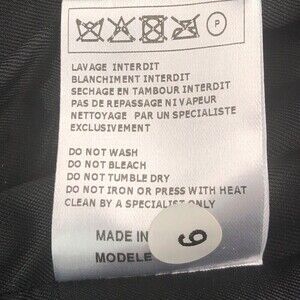 P
LAVAGE INTERDIT
BLANCHIMENT INTERDIT
SECHAGE EN TAMBOUR INTERDIT
PAS DE REPASSAGE NI VAPEUR
NETTOYAGE PAR UN SPECIALISTE
EXCLUSIVEMENT
DO NOT WASH
DO NOT BLEACH
DO NOT TUMBLE DRY
DO NOT IRON OR PRESS WITH HEAT
CLEAN BY A SPECIALIST ONLY
MADE IN
MODELE